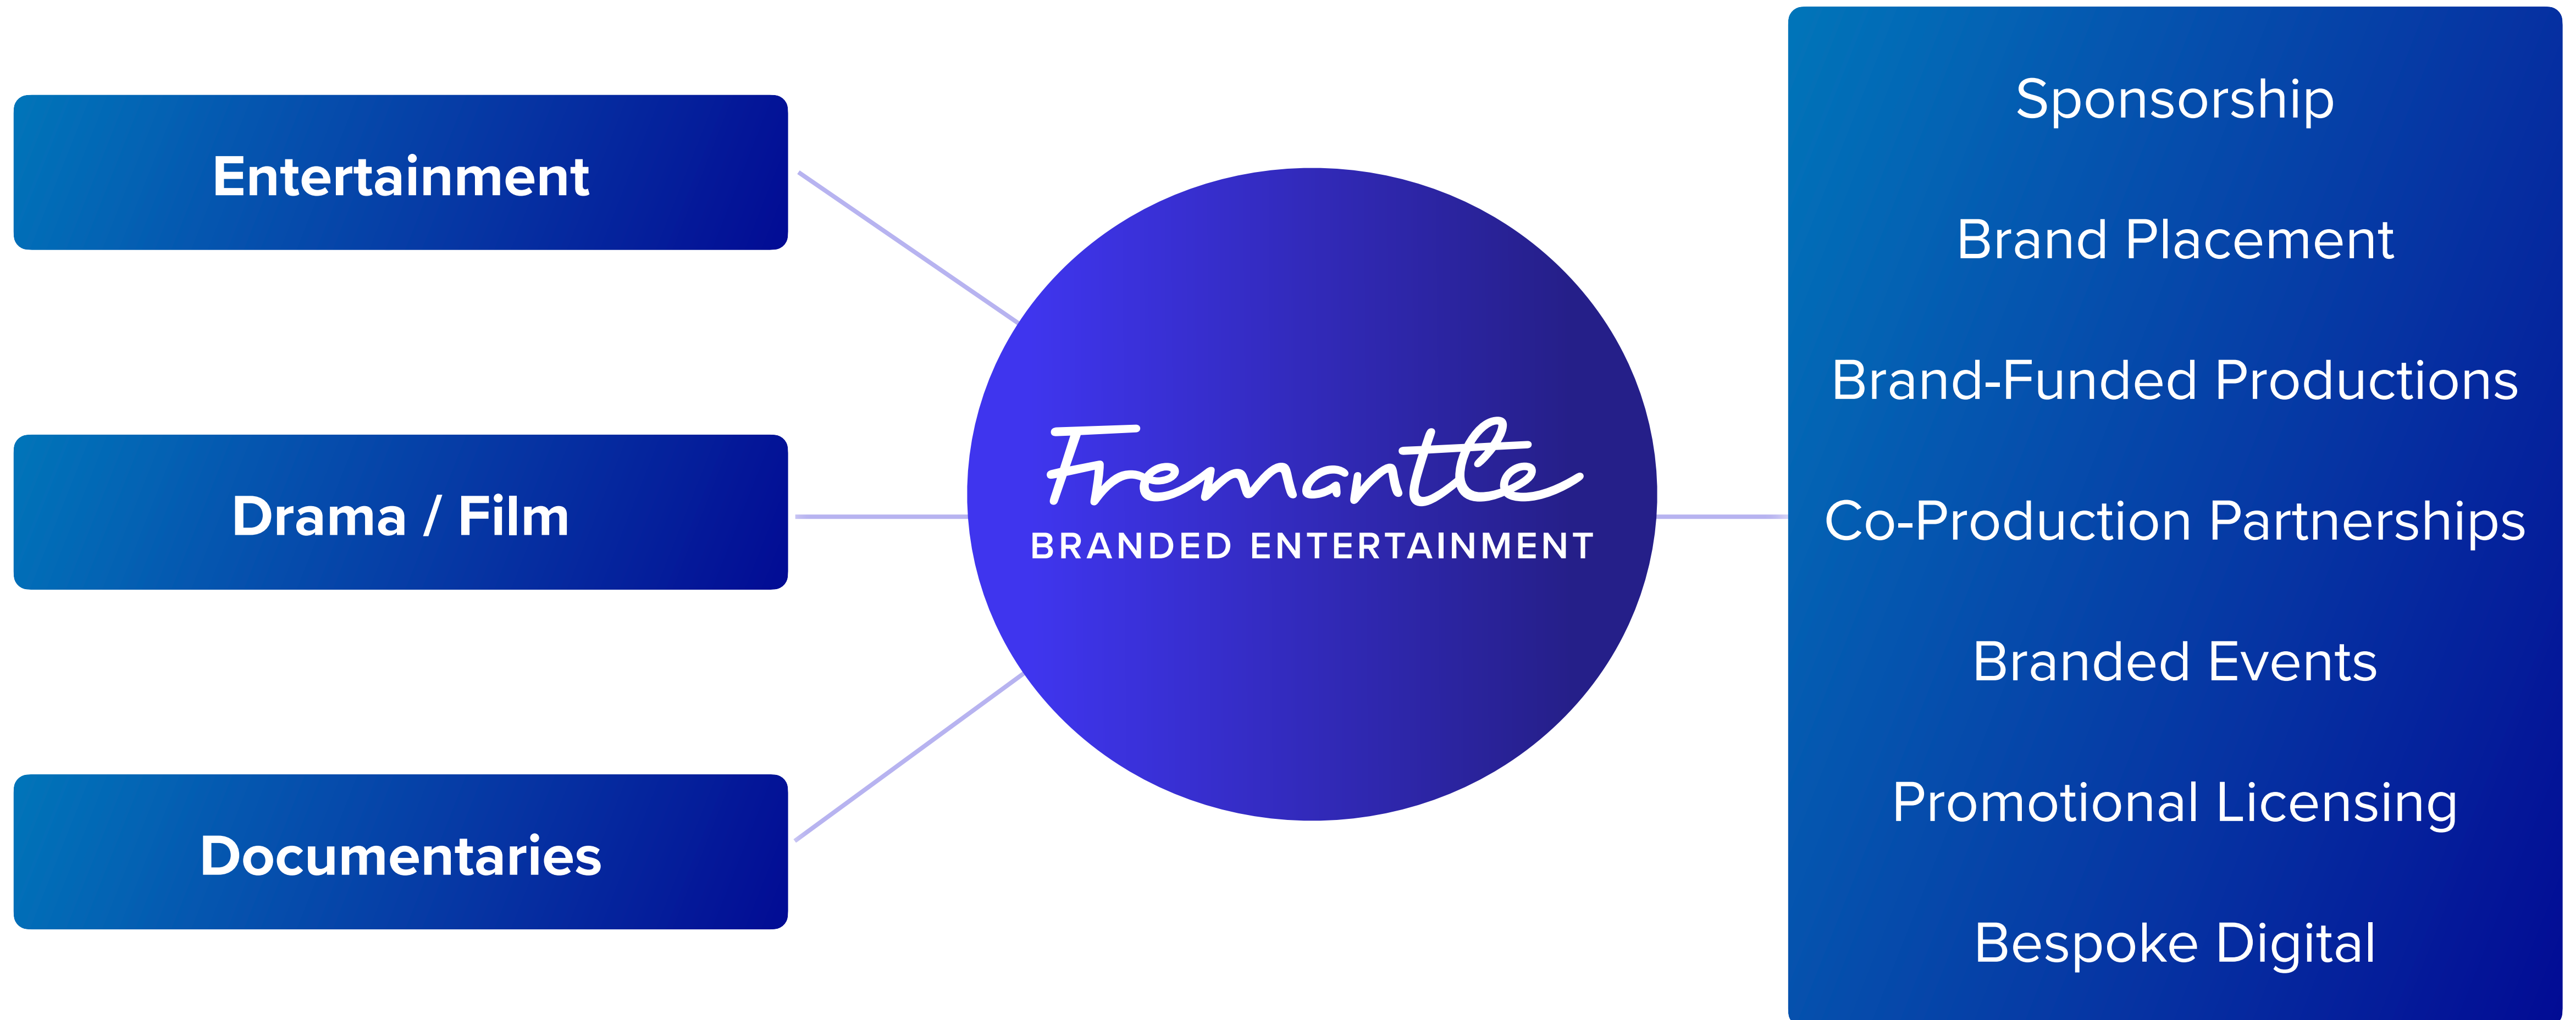 Entertainment
Drama / Film
Documentaries
Fremantle
BRANDED ENTERTAINMENT
Sponsorship
Brand Placement
Brand-Funded Productions
Co-Production Partnerships
Branded Events
Promotional Licensing
Bespoke Digital